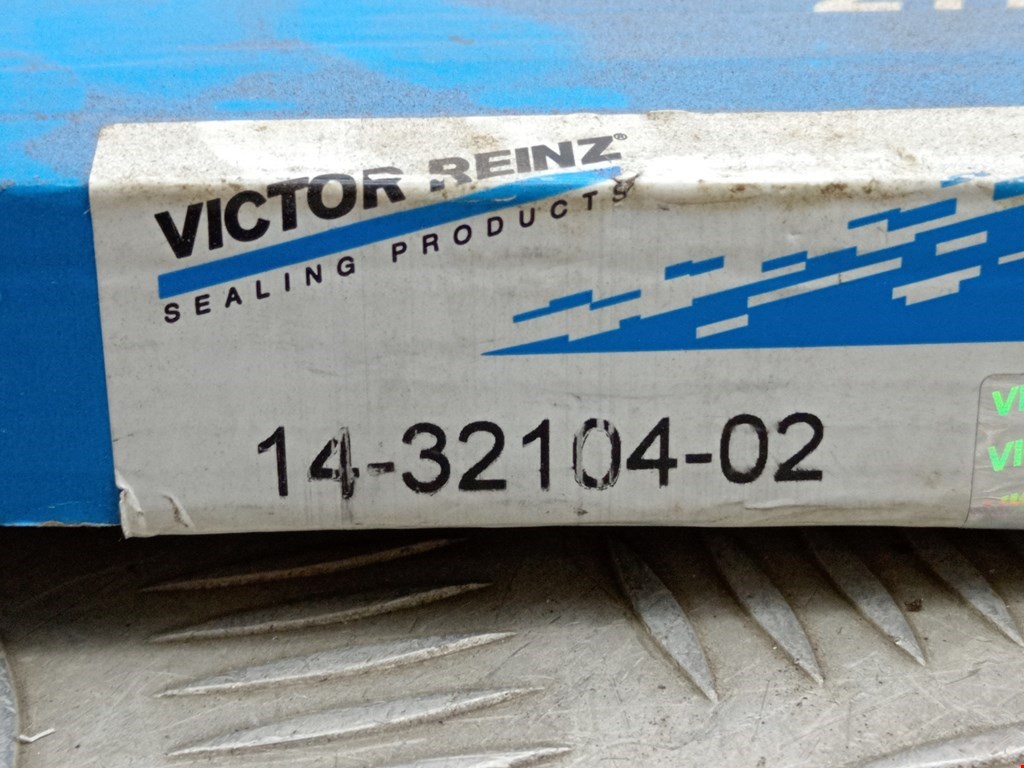 VICTOR REINZ®
SEALING PRODUCTS
14-32104-02